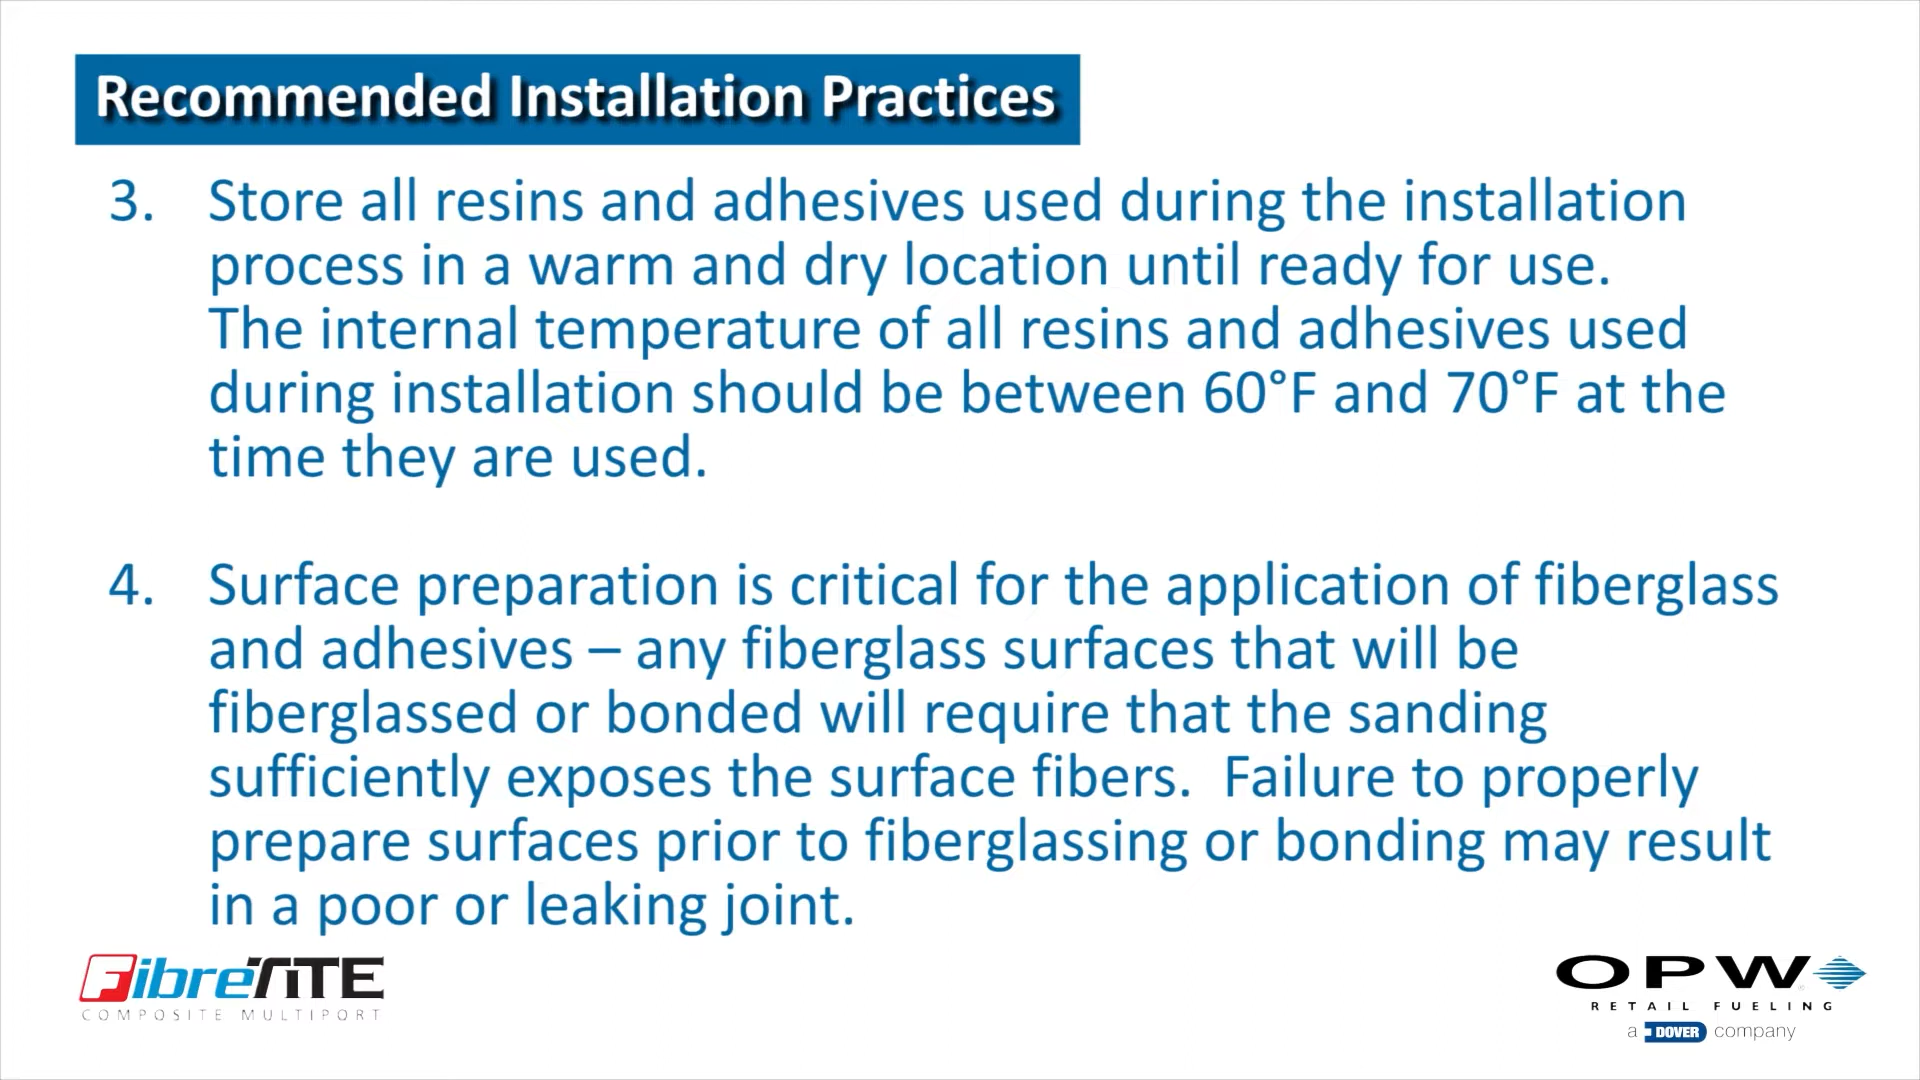 Recommended Installation Practices
3. Store all resins and adhesives used during the installation
process in a warm and dry location until ready for use.
The internal temperature of all resins and adhesives used
during installation should be between 60°F and 70°F at the
time they are used.
4. Surface preparation is critical for the application of fiberglass
and adhesives – any fiberglass surfaces that will be
fiberglassed or bonded will require that the sanding
sufficiently exposes the surface fibers. Failure to properly
prepare surfaces prior to fiberglassing or bonding may result
in a poor or leaking joint.
FibreTITE
COMPOSITE MULTIPORT
OPW
RETAIL FUELING
a DOVER company